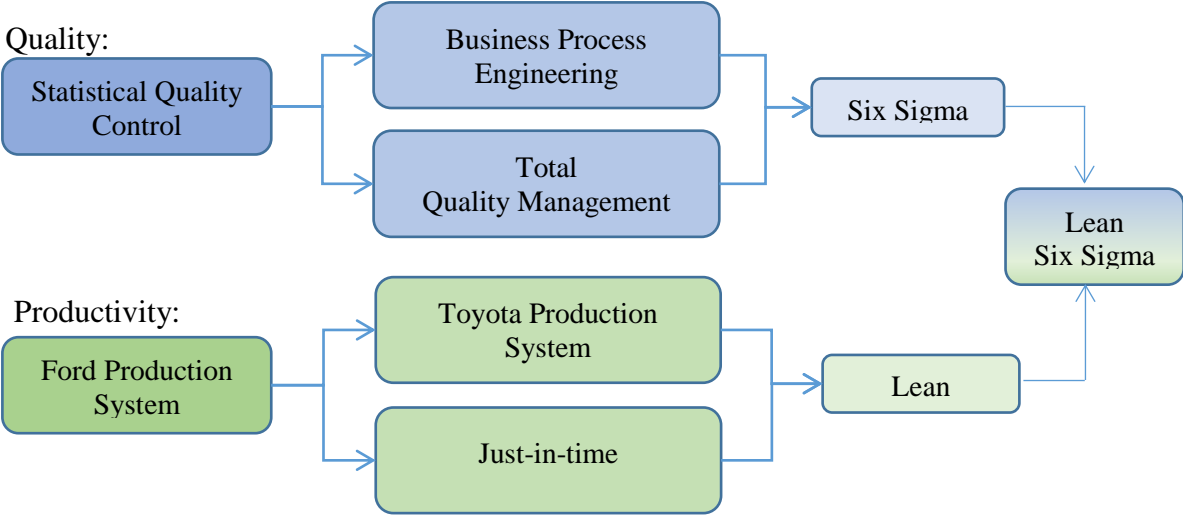 Quality:
Statistical Quality
Control
Business Process
Engineering
Total
Quality Management
Six Sigma
Lean
Six Sigma
Productivity:
Ford Production
System
Toyota Production
System
Just-in-time
Lean